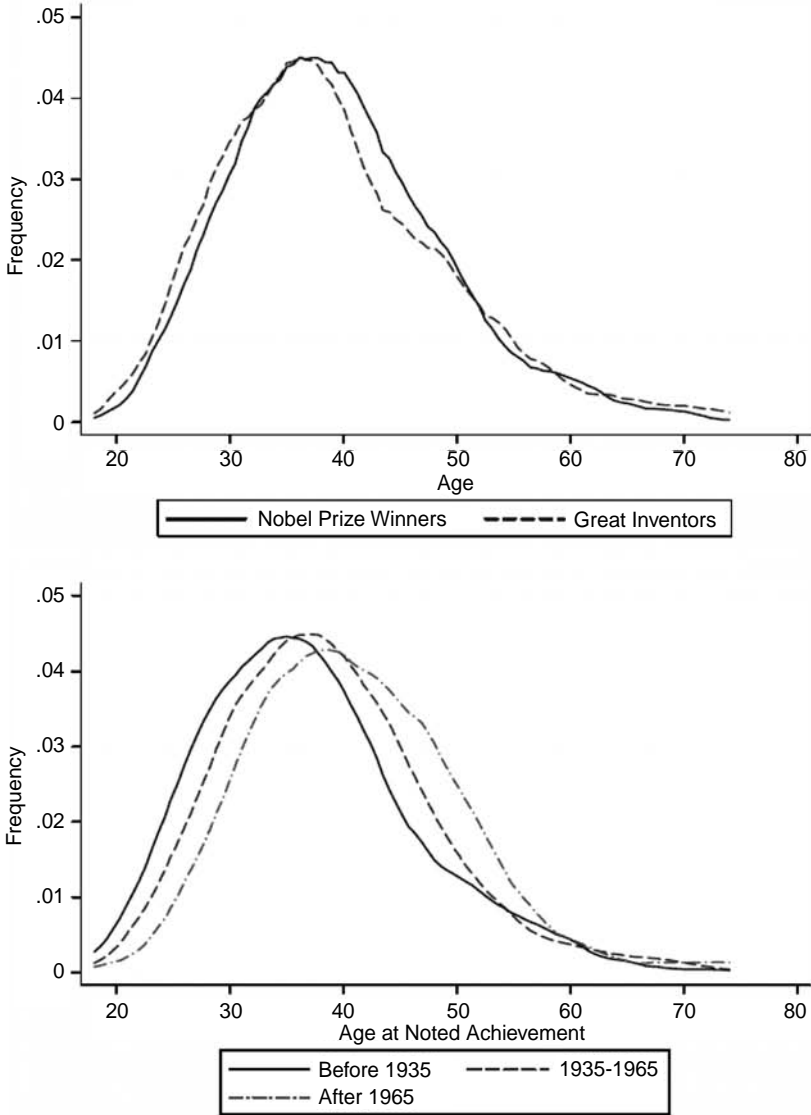 .05
.04
.03
.02
.01
0
Frequency
20 30 40 50 60 70 80
Age
Nobel Prize Winners Great Inventors
.05
.04
.03
.02
.01
0
Frequency
20 30 40 50 60 70 80
Age at Noted Achievement
Before 1935 1935-1965
After 1965